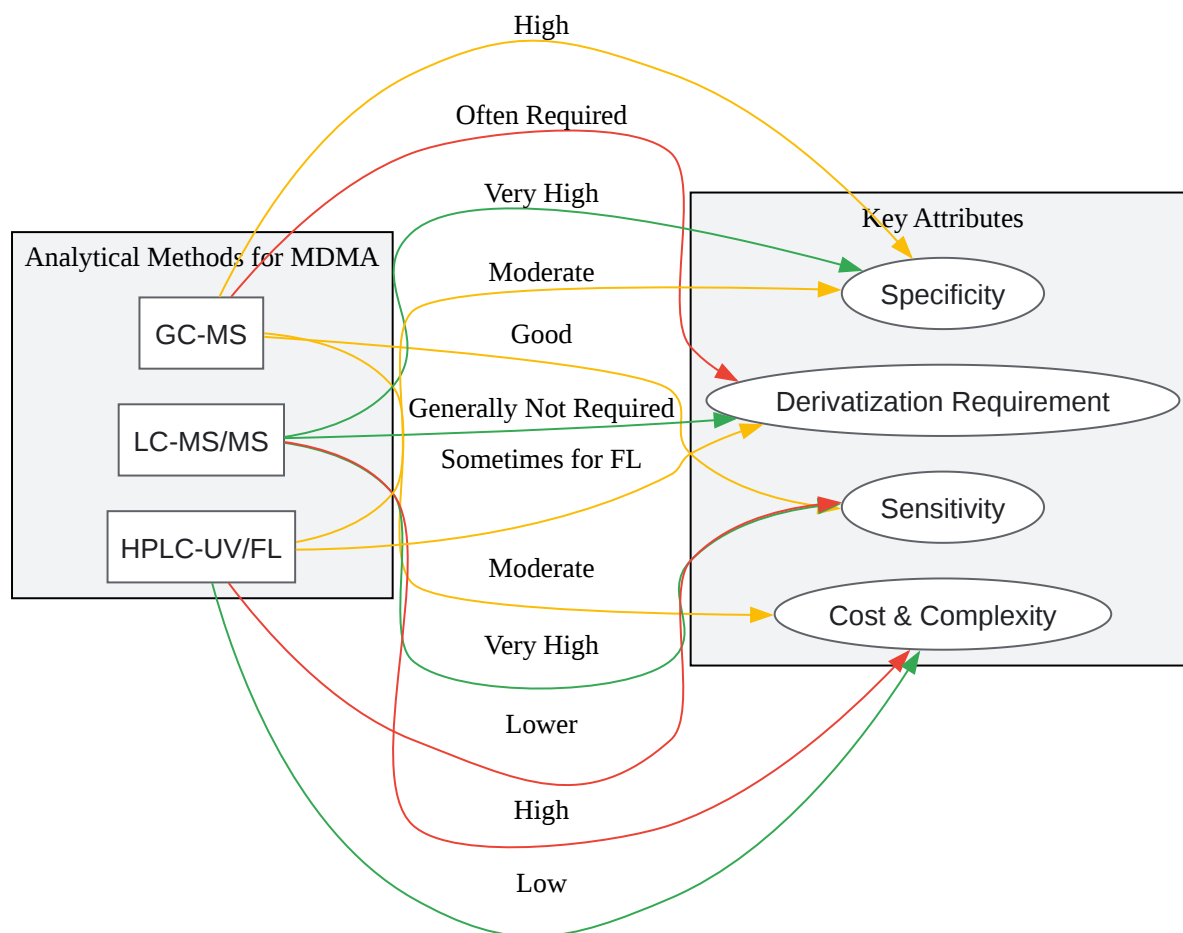 High
Often Required
Very High
Key Attributes
Analytical Methods for MDMA
Moderate
Specificity
GC-MS
Good
Generally Not Required
Derivatization Requirement
LC-MS/MS
Sometimes for FL
Sensitivity
HPLC-UV/FL
Moderate
Cost & Complexity
Very High
Lower
High
Low